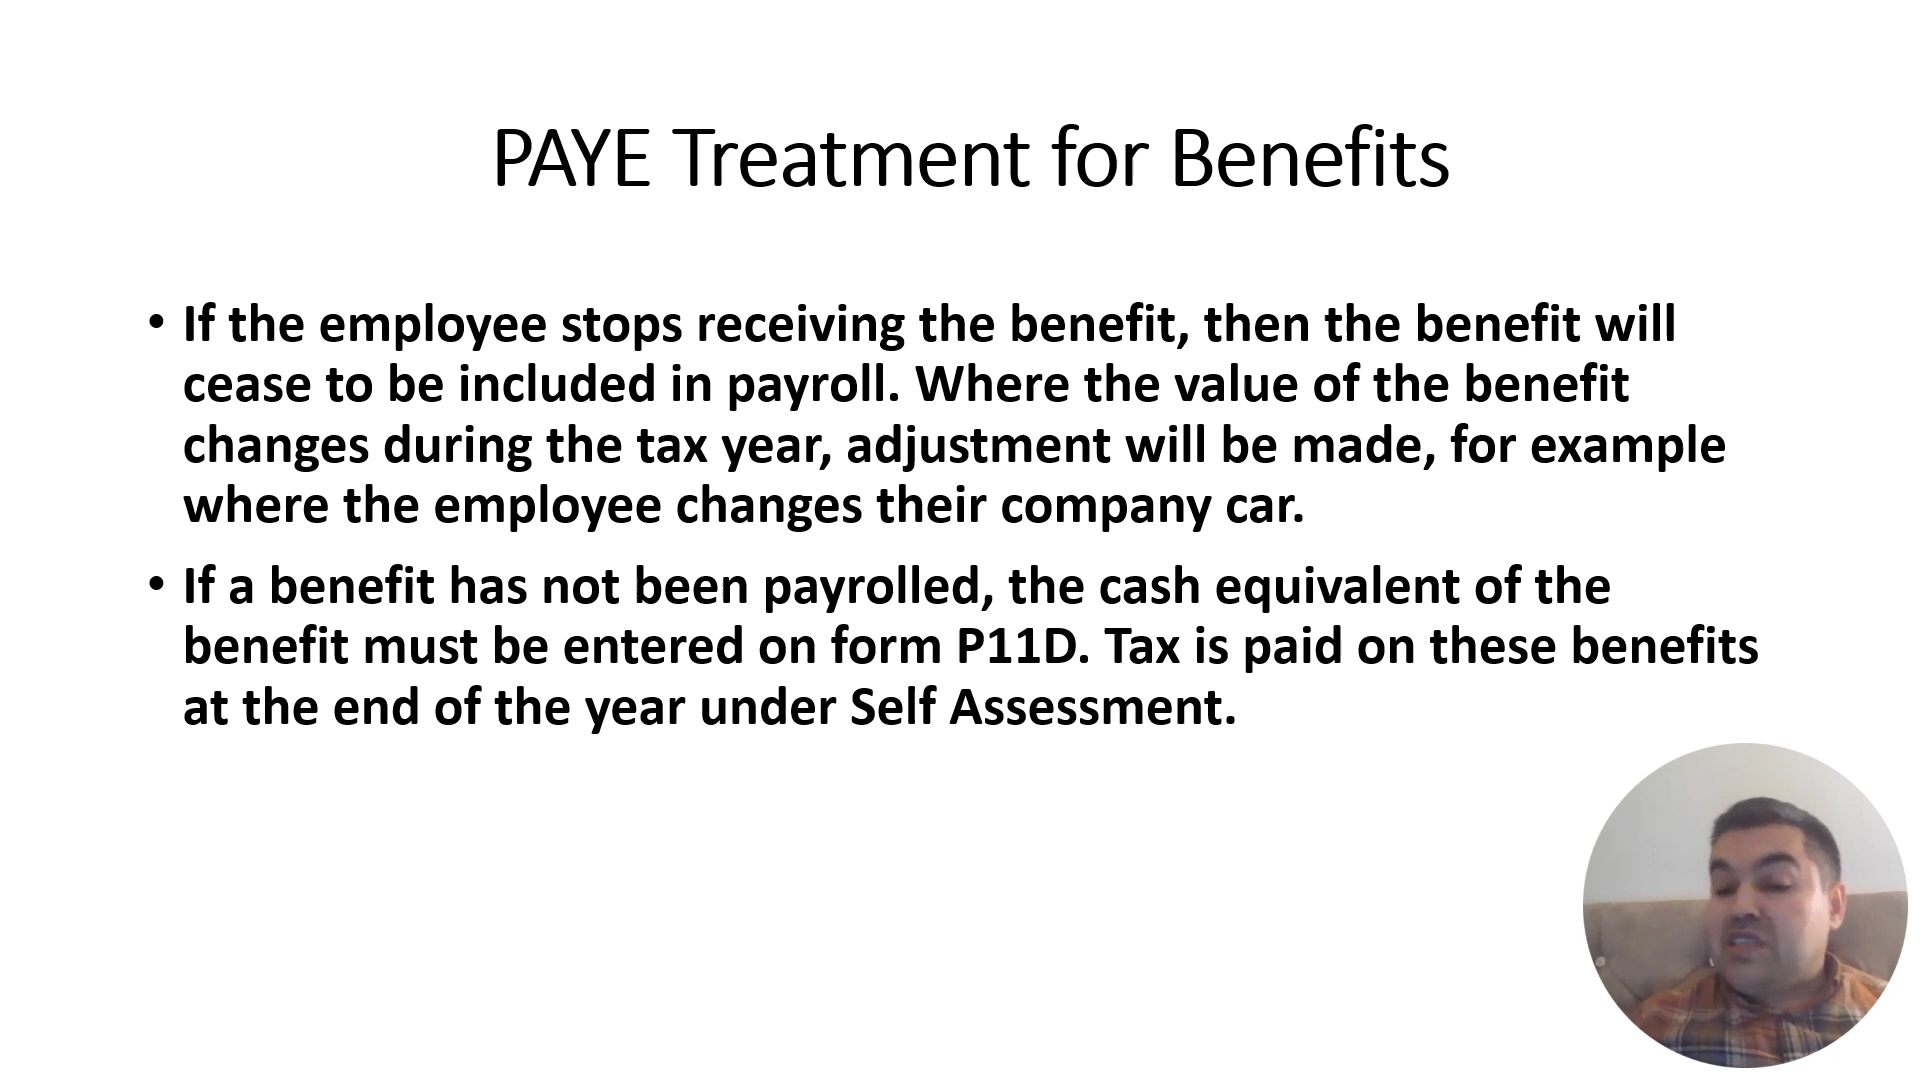 PAYE Treatment for Benefits
• If the employee stops receiving the benefit, then the benefit will
cease to be included in payroll. Where the value of the benefit
changes during the tax year, adjustment will be made, for example
where the employee changes their company car.
• If a benefit has not been payrolled, the cash equivalent of the
benefit must be entered on form P11D. Tax is paid on these benefits
at the end of the year under Self Assessment.